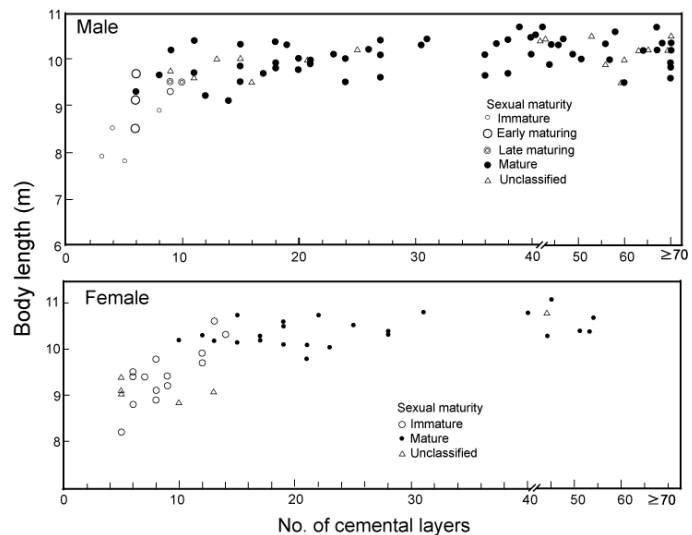 Male
11
10
9
8
7
6
Sexual maturity
Immature
Early maturing
Late maturing
Mature
Unclassified
0 10 20 30 40 50 60 ≥70
Body length (m)
Female
11
10
9
8
Sexual maturity
Immature
Mature
Unclassified
0 10 20 30 40 50 60 ≥70
No. of cemental layers